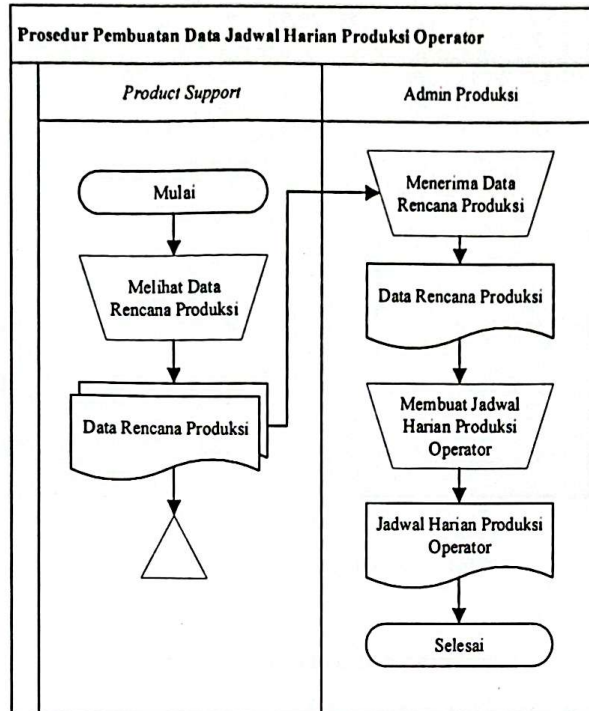 Prosedur Pembuatan Data Jadwal Harian Produksi Operator
Product Support
Admin Produksi
Mulai
Melihat Data
Rencana Produksi
Data Rencana Produksi
Menerima Data
Rencana Produksi
Data Rencana Produksi
Membuat Jadwal
Harian Produksi
Operator
Jadwal Harian Produksi
Operator
Selesai